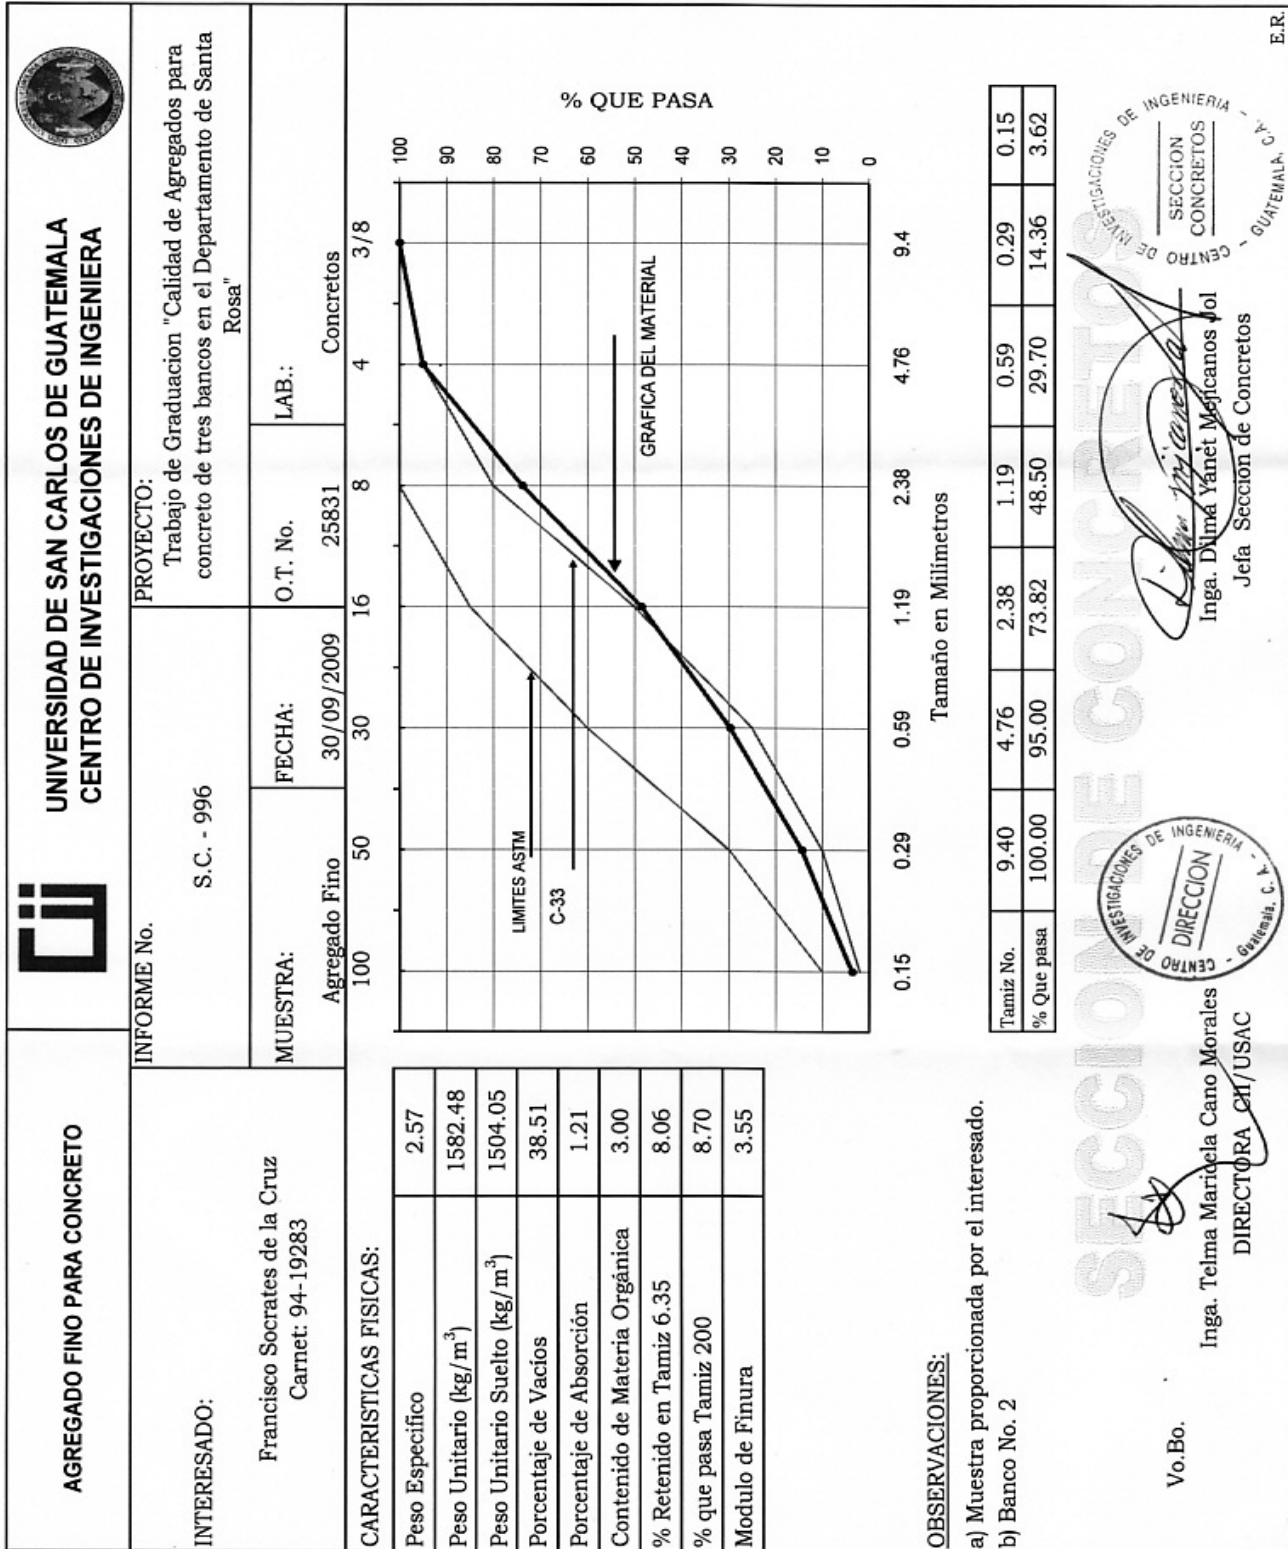 AGREGADO FINO PARA CONCRETO
UNIVERSIDAD DE SAN CARLOS DE GUATEMALA
CENTRO DE INVESTIGACIONES DE INGENIERA
INTERESADO:
Francisco Socrates de la Cruz
Carnet: 94-19283
INFORME No.
S.C. - 996
PROYECTO:
Trabajo de Graduacion "Calidad de Agregados para
concreto de tres bancos en el Departamento de Santa
Rosa"
MUESTRA:
Agregado Fino
FECHA:
30/09/2009
O.T. No.
25831
LAB.:
Concretos
CARACTERISTICAS FISICAS:
Peso Especifico 2.57
Peso Unitario (kg/m³) 1582.48
Peso Unitario Suelto (kg/m³) 1504.05
Porcentaje de Vacios 38.51
Porcentaje de Absorción 1.21
Contenido de Materia Orgánica 3.00
% Retenido en Tamiz 6.35 8.06
% que pasa Tamiz 200 8.70
Modulo de Finura 3.55
100 50 30 16 8 4 3/8
LIMITES ASTM
C-33
GRAFICA DEL MATERIAL
% QUE PASA
100
90
80
70
60
50
40
30
20
10
0
0.15 0.29 0.59 1.19 2.38 4.76 9.4
Tamaño en Milimetros
Tamiz No. 9.40 4.76 2.38 1.19 0.59 0.29 0.15
% Que pasa 100.00 95.00 73.82 48.50 29.70 14.36 3.62
OBSERVACIONES:
a) Muestra proporcionada por el interesado.
b) Banco No. 2
SECCION DE CONCRETOS
Vo.Bo.
Inga. Telma Maricela Cano Morales
DIRECTORA CII/USAC
CENTRO DE INVESTIGACIONES DE INGENIERIA - Guatemala, C. A. -
DIRECCION
Inga. Dilma Yanet Mejicanos Jol
Jefa Seccion de Concretos
CENTRO DE INVESTIGACIONES DE INGENIERIA - GUATEMALA, C.A.
SECCION
CONCRETOS
E.R.